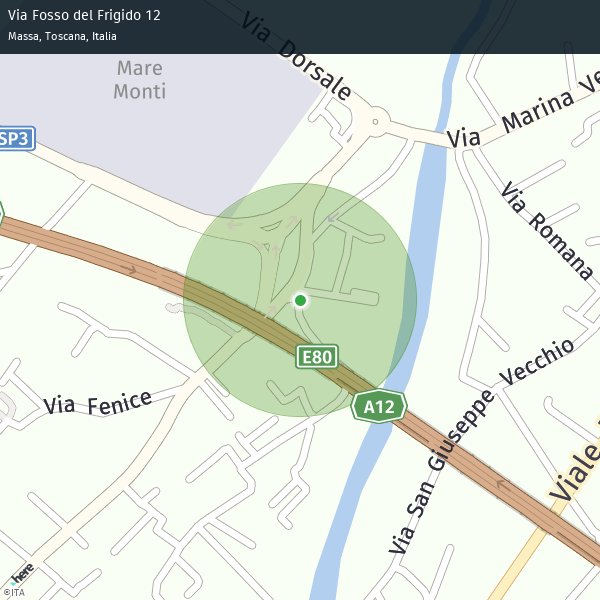 Via Fosso del Frigido 12
Massa, Toscana, Italia
Via Dorsale
Mare
Monti
Via Marina Ve
SP3
Via Romana
E80
Via San Giuseppe Vecchio
Via Fenice
A12
Viale
here
©ITA